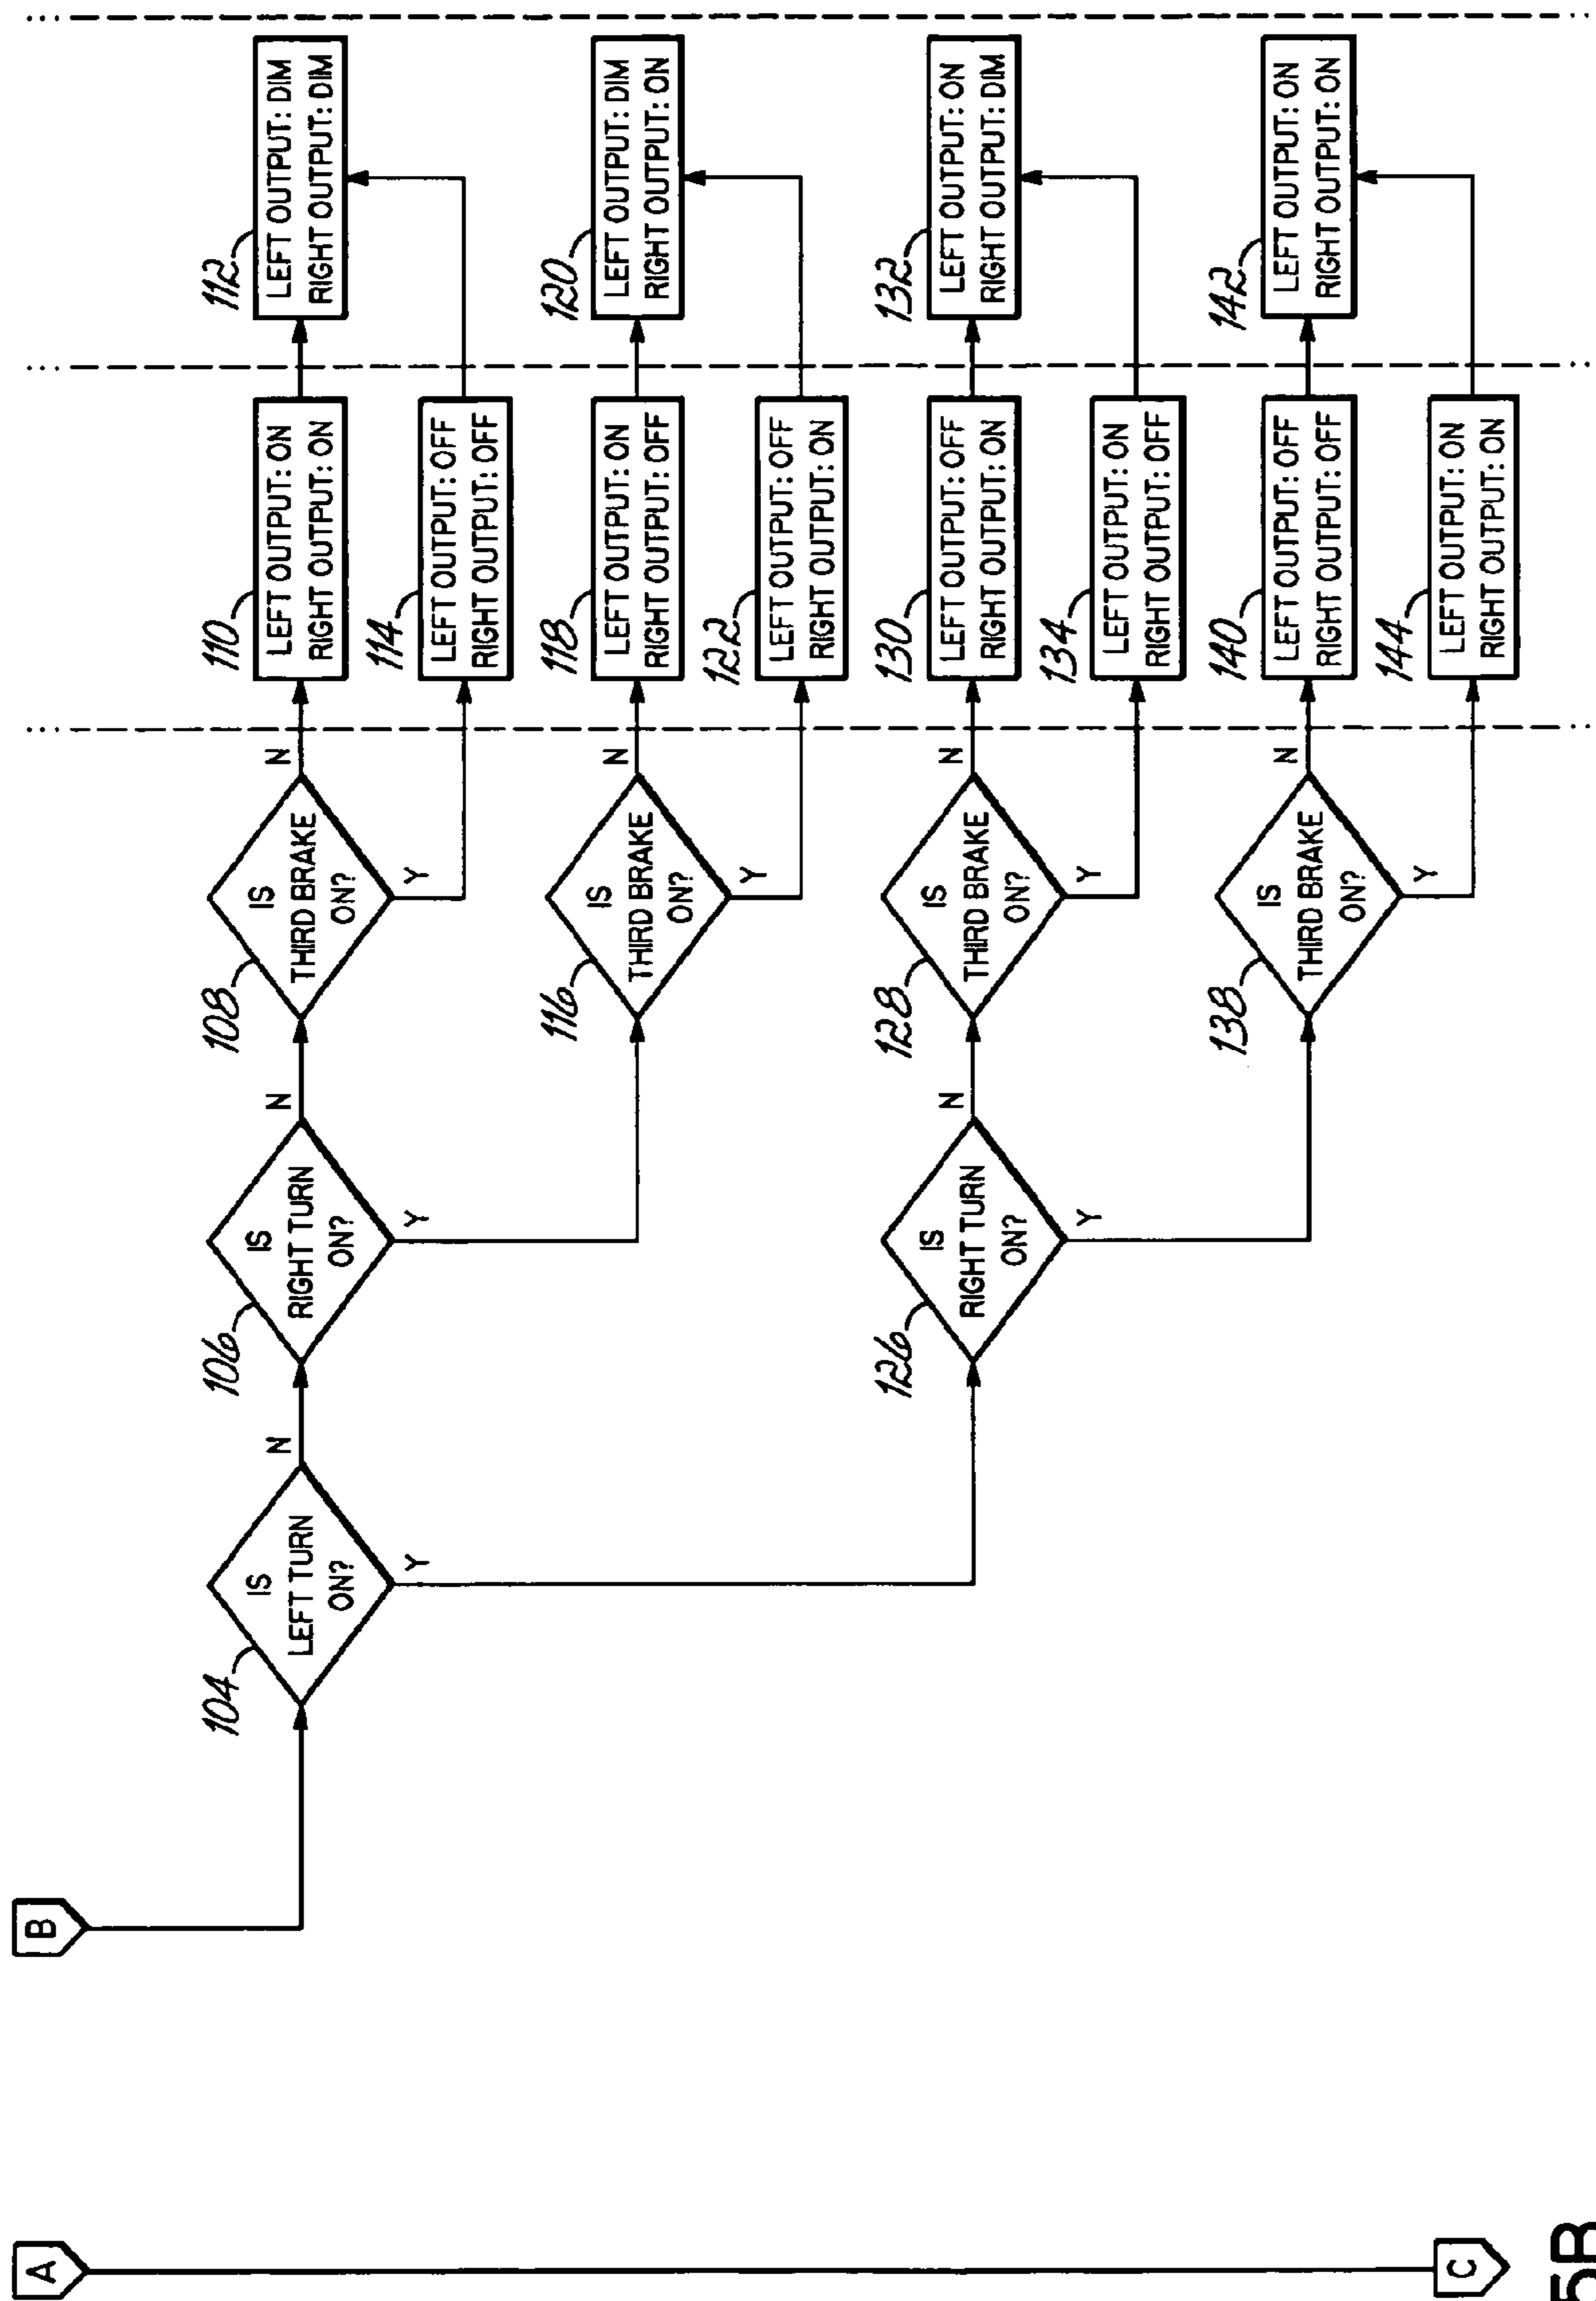 A
B
104
IS
LEFT TURN
ON?
N
Y
106
IS
RIGHT TURN
ON?
N
Y
108
IS
THIRD BRAKE
ON?
N
Y
110
LEFT OUTPUT: ON
RIGHT OUTPUT: ON
112
LEFT OUTPUT: DIM
RIGHT OUTPUT: DIM
114
LEFT OUTPUT: OFF
RIGHT OUTPUT: OFF
116
IS
THIRD BRAKE
ON?
N
Y
118
LEFT OUTPUT: ON
RIGHT OUTPUT: OFF
120
LEFT OUTPUT: DIM
RIGHT OUTPUT: ON
122
LEFT OUTPUT: OFF
RIGHT OUTPUT: ON
126
IS
RIGHT TURN
ON?
N
Y
128
IS
THIRD BRAKE
ON?
N
Y
130
LEFT OUTPUT: OFF
RIGHT OUTPUT: ON
132
LEFT OUTPUT: ON
RIGHT OUTPUT: DIM
134
LEFT OUTPUT: ON
RIGHT OUTPUT: OFF
138
IS
THIRD BRAKE
ON?
N
Y
140
LEFT OUTPUT: OFF
RIGHT OUTPUT: OFF
142
LEFT OUTPUT: ON
RIGHT OUTPUT: ON
144
LEFT OUTPUT: ON
RIGHT OUTPUT: ON
C
5B